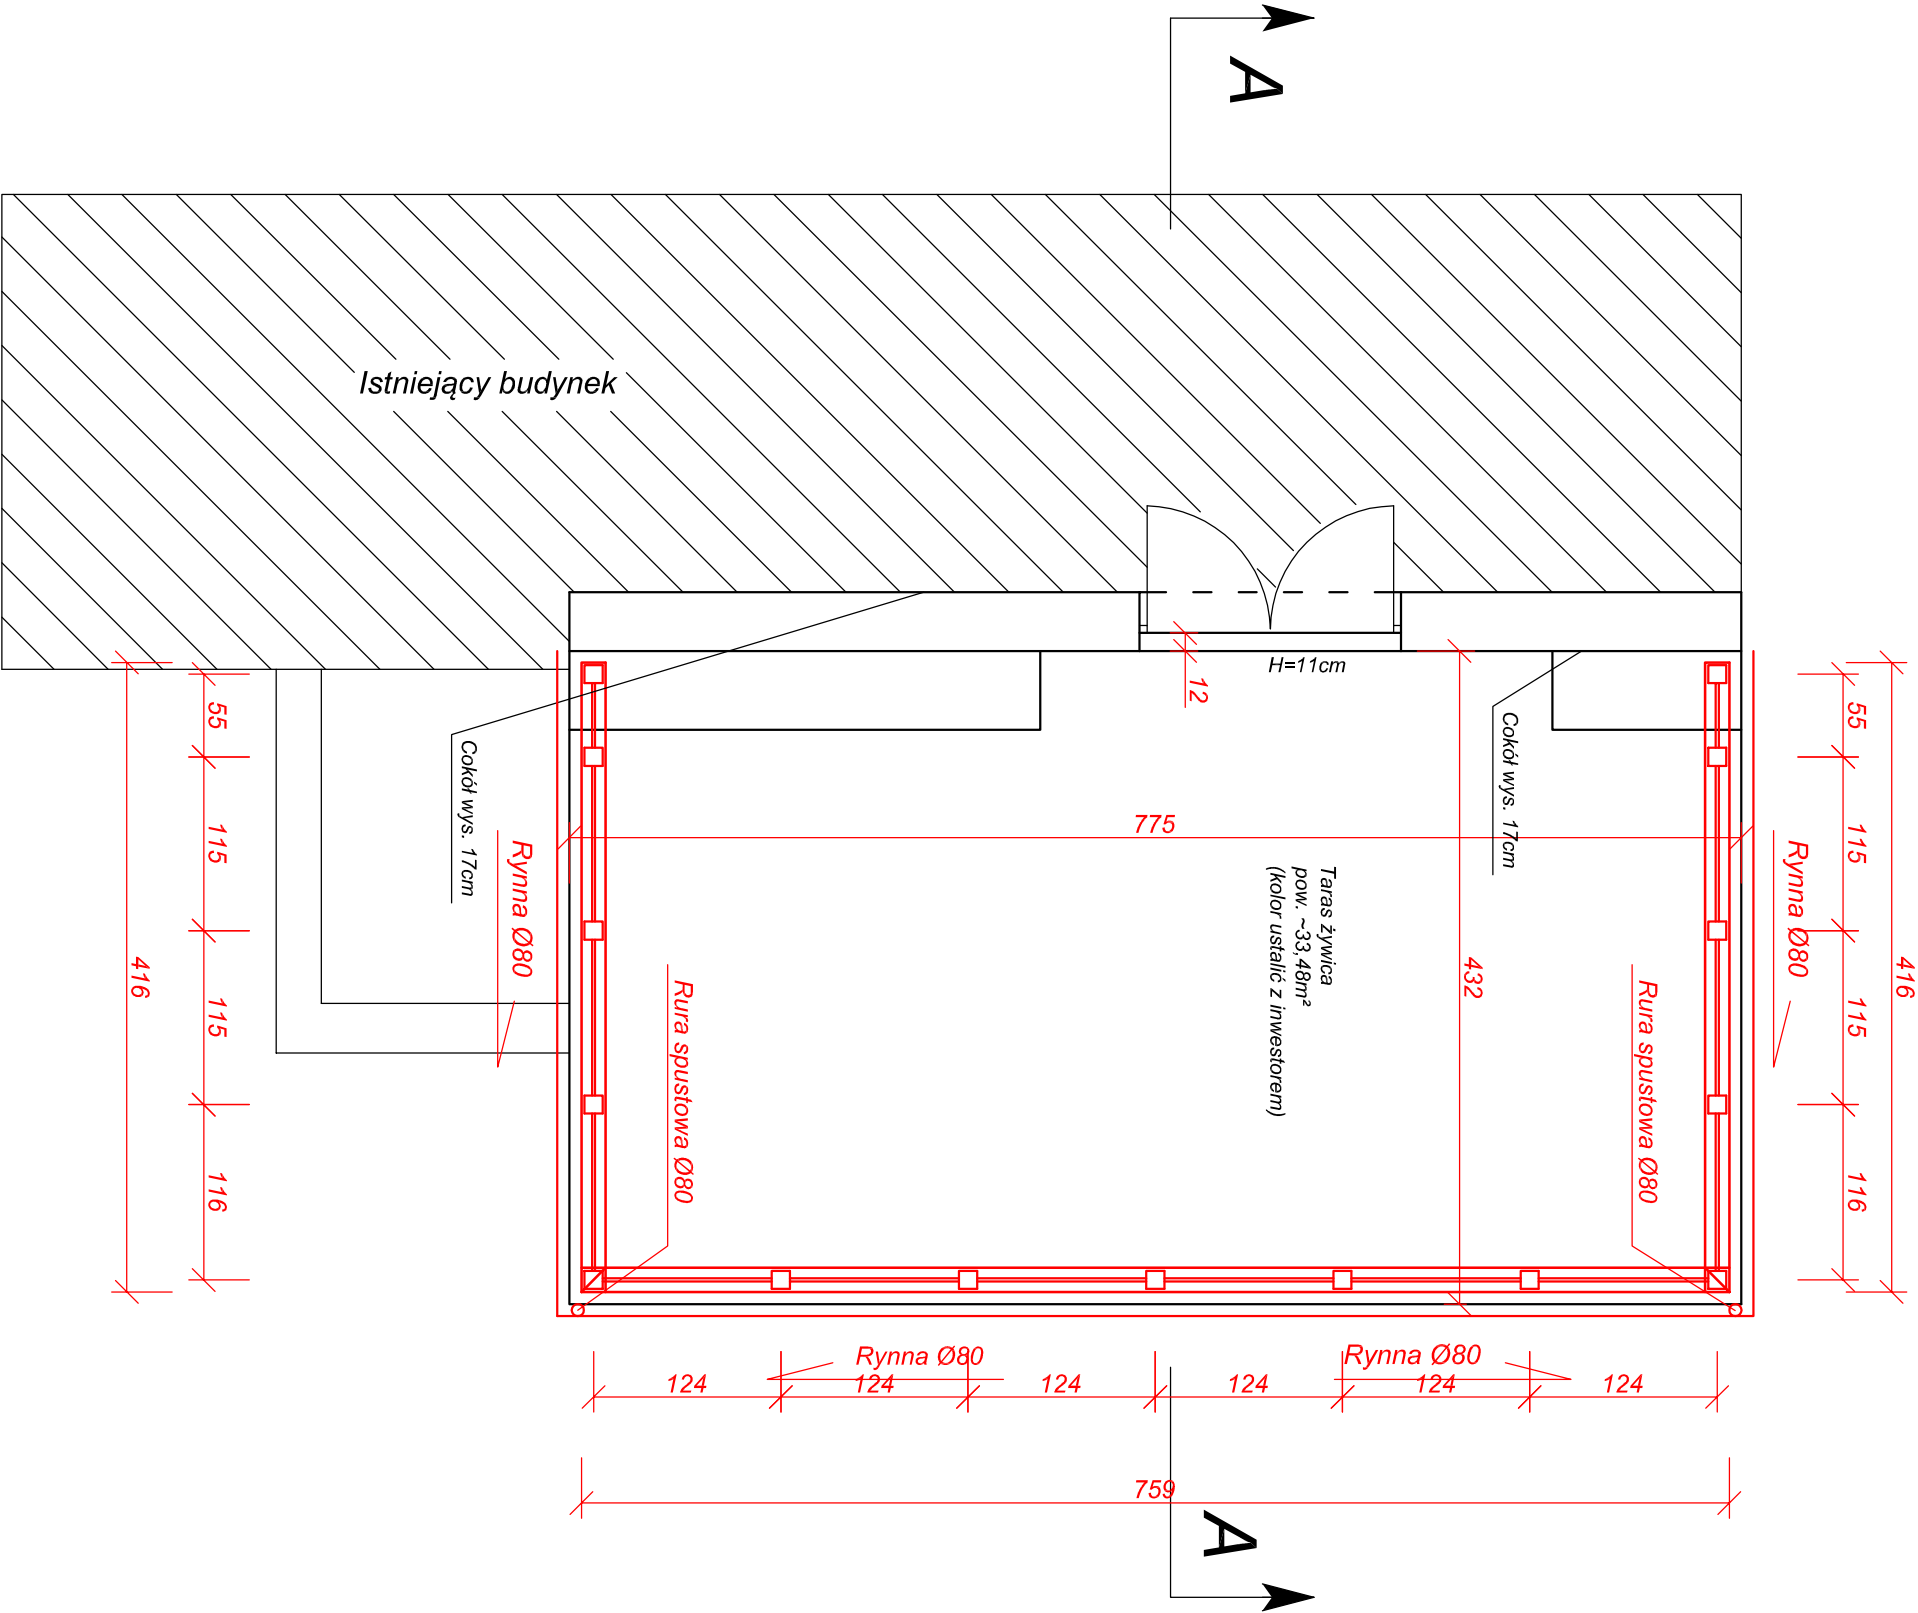 A
Istniejący budynek
H=11cm
12
55
115
115
116
416
Cokół wys. 17cm
Rynna Ø80
Rura spustowa Ø80
775
Taras żywica
pow. ~33,48m²
(kolor ustalić z inwestorem)
432
Cokół wys. 17cm
Rura spustowa Ø80
Rynna Ø80
55
115
115
116
416
Rynna Ø80
Rynna Ø80
124
124
124
124
124
124
759
A